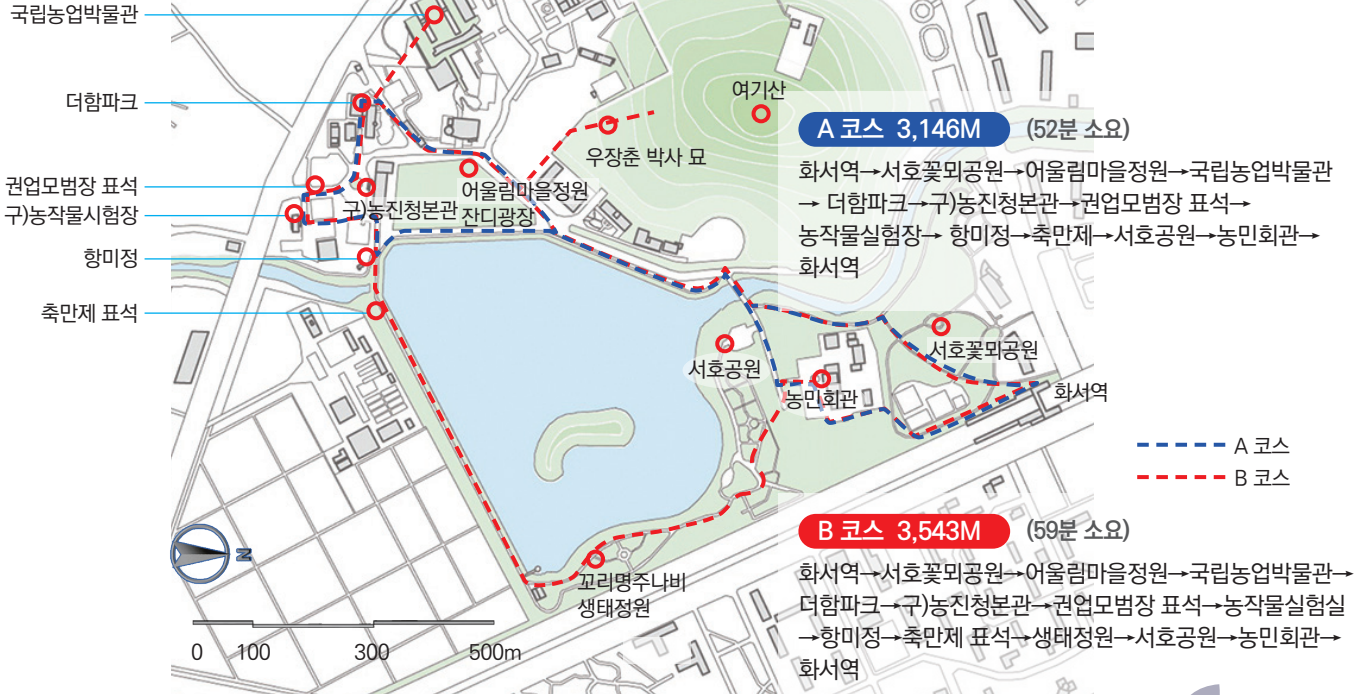 국립농업박물관
더함파크
권업모범장 표석
구)농작물시험장
항미정
축만제 표석
여기산
우장춘 박사 묘
어울림마을정원
잔디광장
구)농진청본관
서호공원
농민회관
서호꽃뫼공원
화서역
꼬리명주나비
생태정원
A 코스 3,146M (52분 소요)
화서역→서호꽃뫼공원→어울림마을정원→국립농업박물관
→ 더함파크→구)농진청본관→권업모범장 표석→
농작물실험장→ 항미정→축만제→서호공원→농민회관→
화서역
A 코스
B 코스
B 코스 3,543M (59분 소요)
화서역→서호꽃뫼공원→어울림마을정원→국립농업박물관→
더함파크→구)농진청본관→권업모범장 표석→농작물실험실
→항미정→축만제 표석→생태정원→서호공원→농민회관→
화서역
N
0 100 300 500m